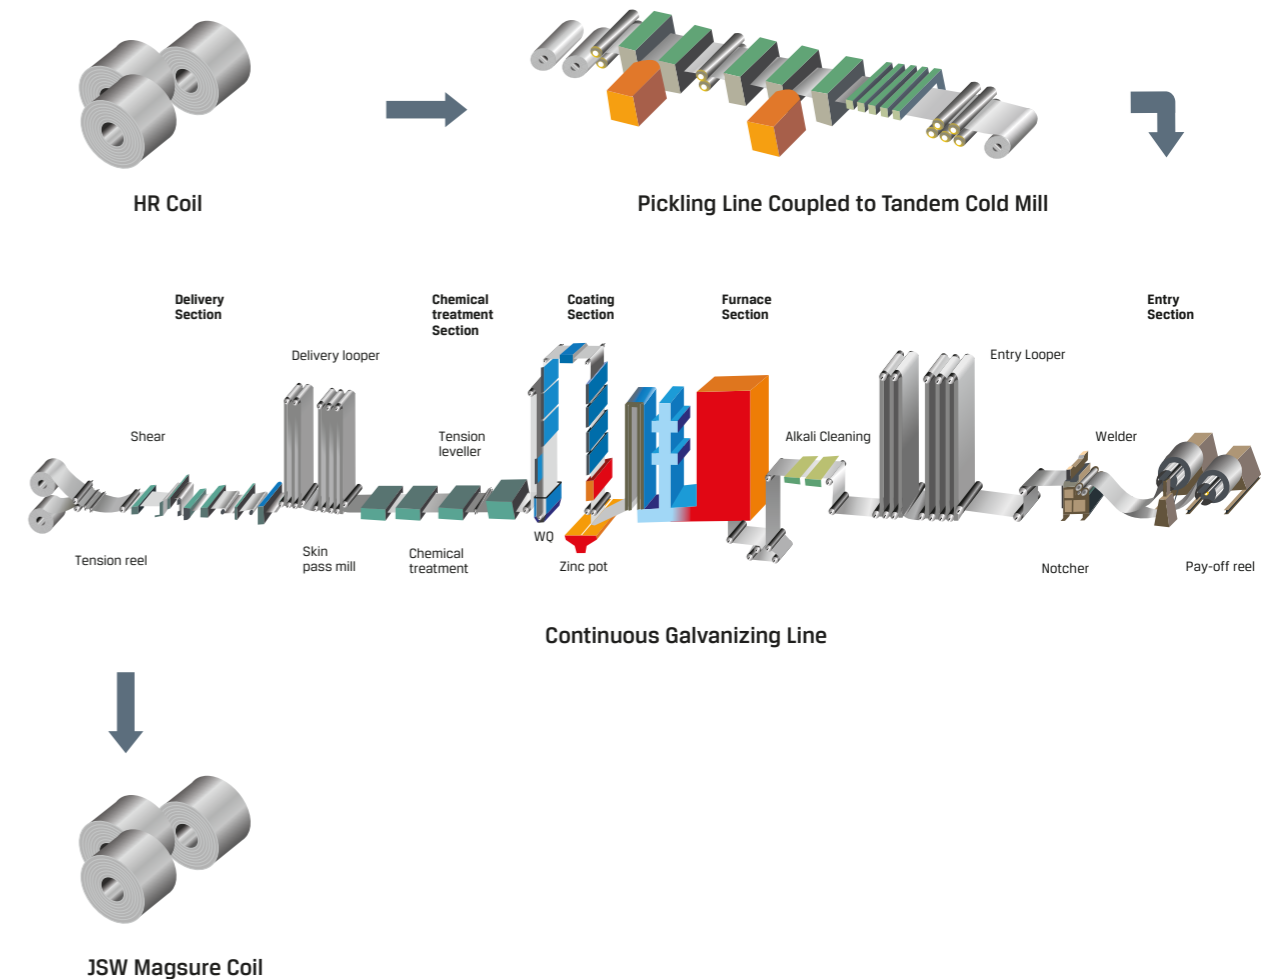 HR Coil
Pickling Line Coupled to Tandem Cold Mill
Delivery
Section
Chemical
treatment
Section
Coating
Section
Furnace
Section
Entry
Section
Delivery looper
Entry Looper
Shear
Tension
leveller
Alkali Cleaning
Welder
WQ
Tension reel
Skin
pass mill
Chemical
treatment
Zinc pot
Notcher
Pay-off reel
Continuous Galvanizing Line
JSW Magsure Coil